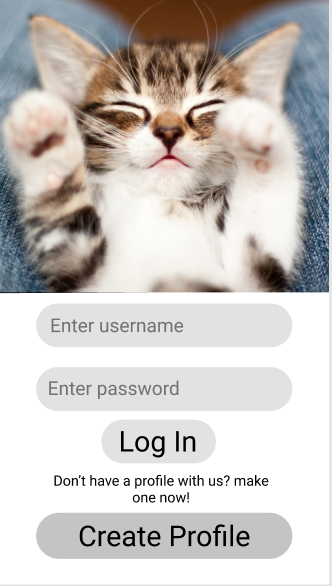 Enter username
Enter password
Log In
Don't have a profile with us? make
one now!
Create Profile